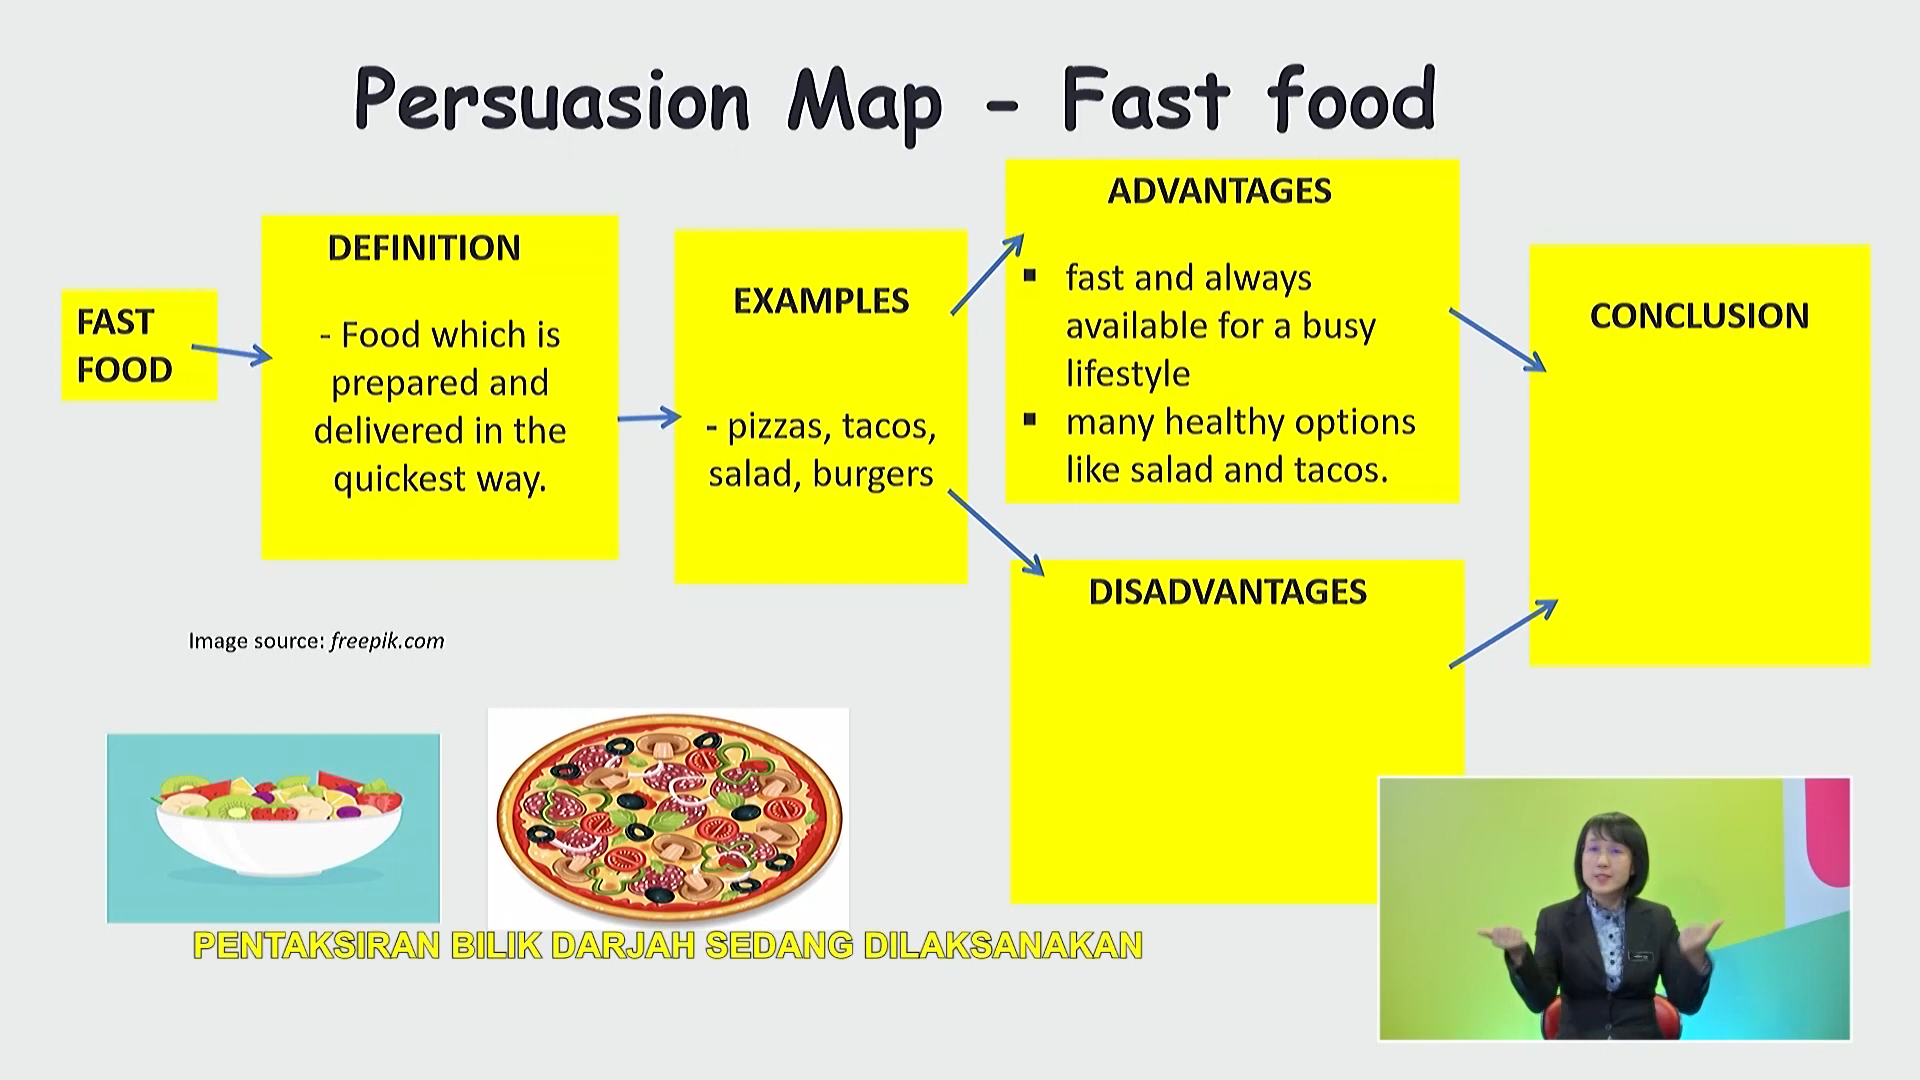 Persuasion Map - Fast food
FAST
FOOD
DEFINITION
- Food which is
prepared and
delivered in the
quickest way.
EXAMPLES
- pizzas, tacos,
salad, burgers
ADVANTAGES
▪ fast and always
available for a busy
lifestyle
▪ many healthy options
like salad and tacos.
DISADVANTAGES
CONCLUSION
Image source: freepik.com
PENTAKSIRAN BILIK DARJAH SEDANG DILAKSANAKAN